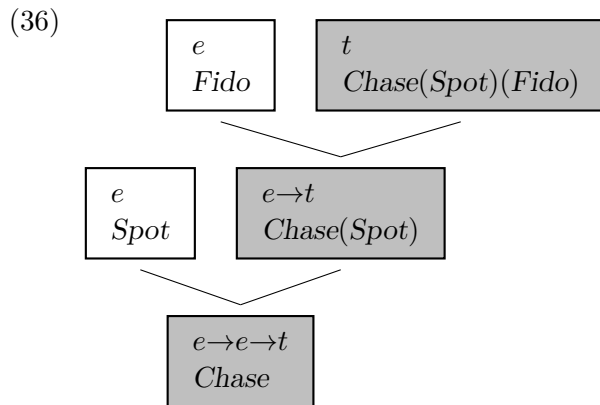 (36)
e
Fido
t
Chase(Spot)(Fido)
e
Spot
e→t
Chase(Spot)
e→e→t
Chase